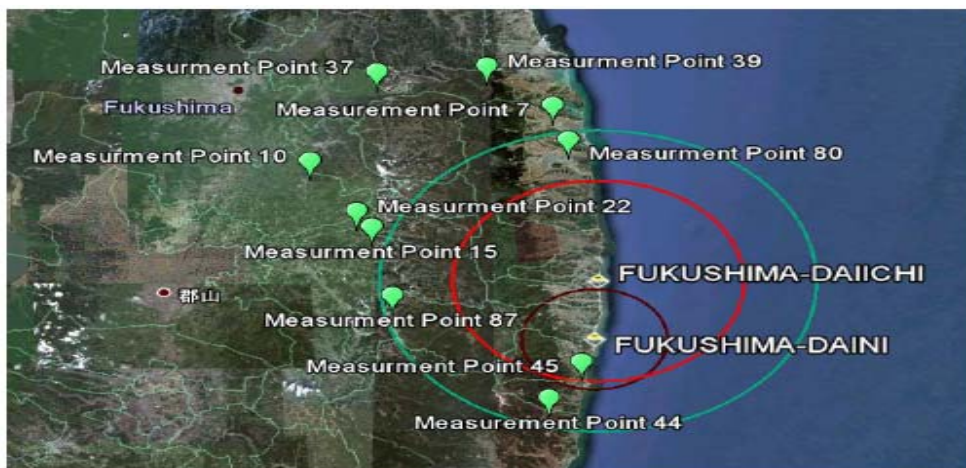 Measurment Point 37
Measurment Point 39
Fukushima
Measurement Point 7
Measurment Point 10
Measurment Point 80
Measurment Point 22
Measurment Point 15
FUKUSHIMA-DAIICHI
郡山
Measurment Point 87
FUKUSHIMA-DAINI
Measurment Point 45
Measurement Point 44